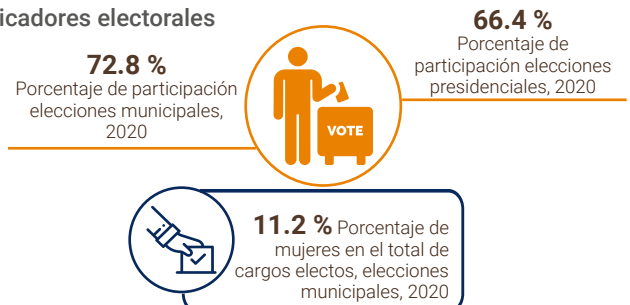 icadores electorales
72.8 %
Porcentaje de participación
elecciones municipales,
2020
66.4 %
Porcentaje de
participación elecciones
presidenciales, 2020
VOTE
11.2 % Porcentaje de
mujeres en el total de
cargos electos, elecciones
municipales, 2020